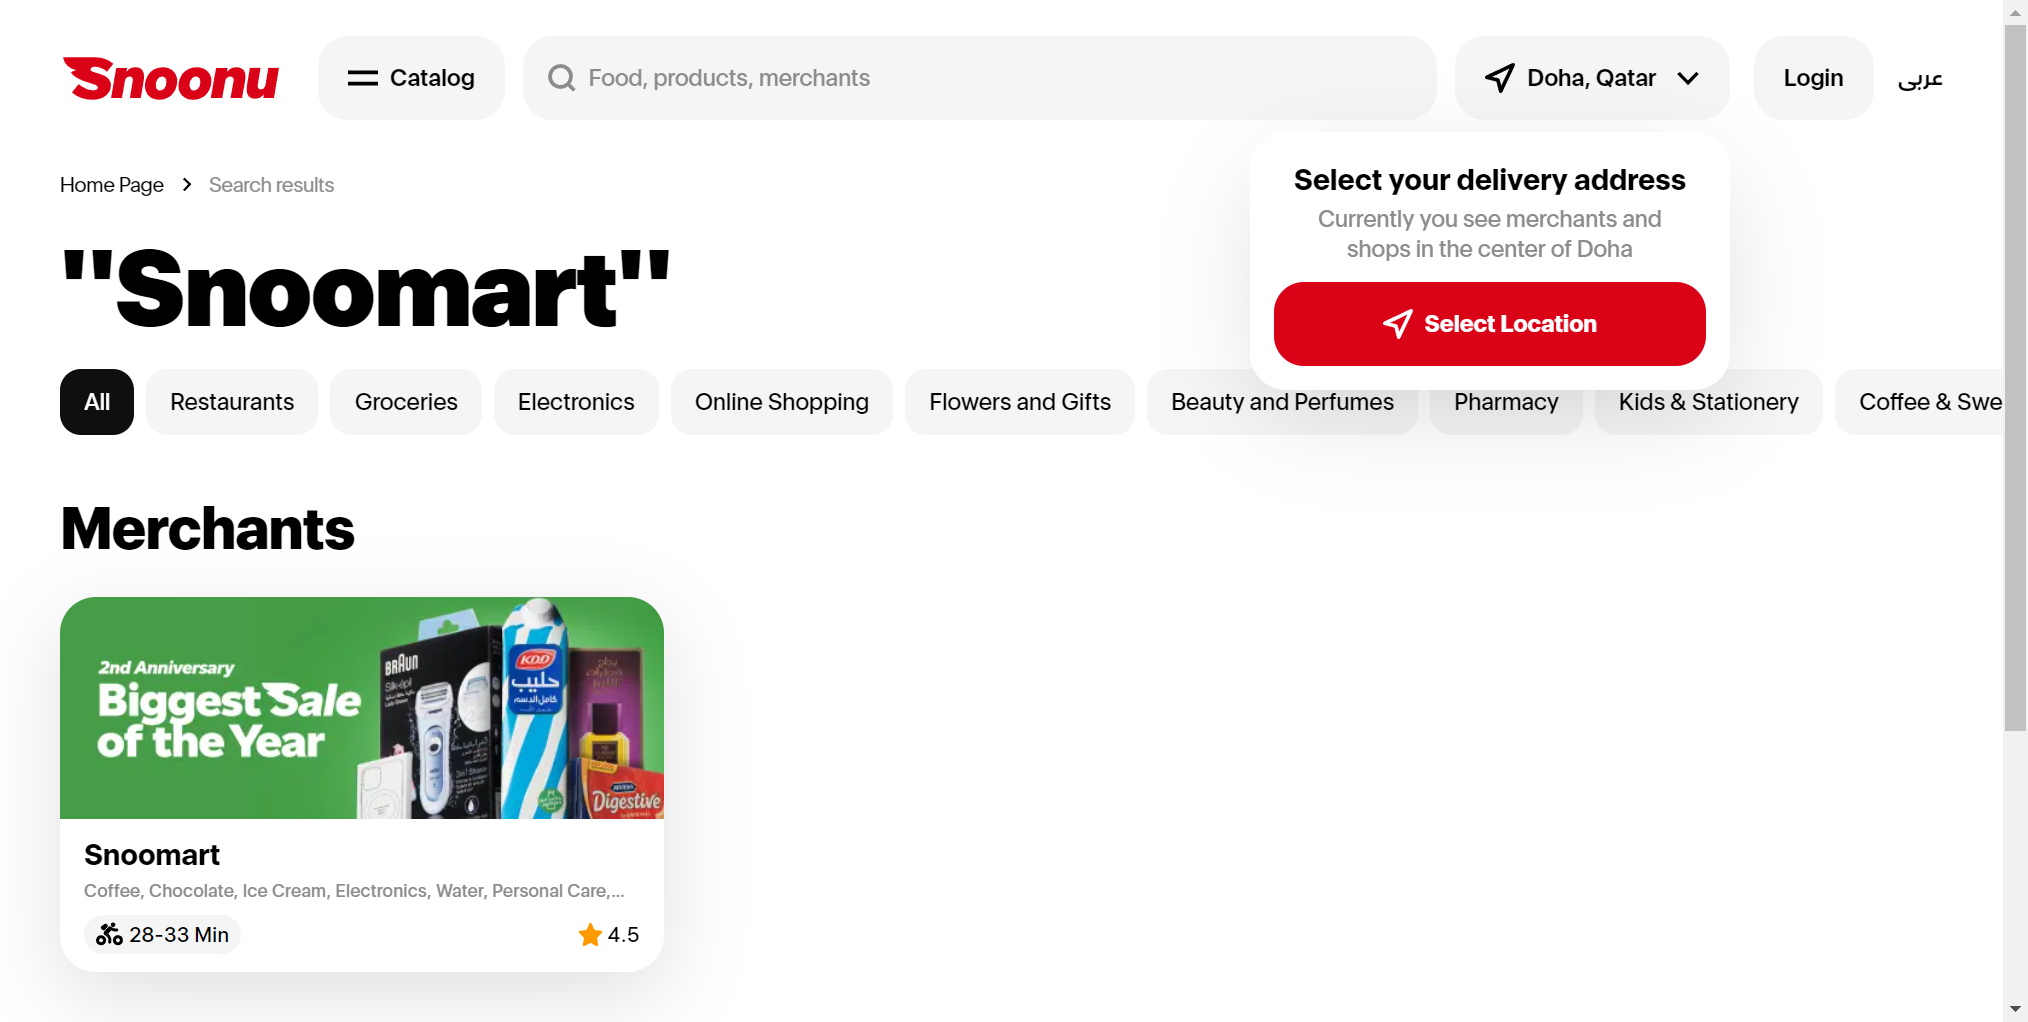 Snoonu
Catalog
Food, products, merchants
Doha, Qatar
Login
عربى
Home Page
Search results
Select your delivery address
Currently you see merchants and
shops in the center of Doha
Select Location
"Snoomart"
All
Restaurants
Groceries
Electronics
Online Shopping
Flowers and Gifts
Beauty and Perfumes
Pharmacy
Kids & Stationery
Coffee & Swe
Merchants
2nd Anniversary
Biggest Sale
of the Year
BRAUN
Silk-épil
KDD
حليب
كامل الدسم
3in1 Shaver
Digestive
Snoomart
Coffee, Chocolate, Ice Cream, Electronics, Water, Personal Care,...
28-33 Min
4.5